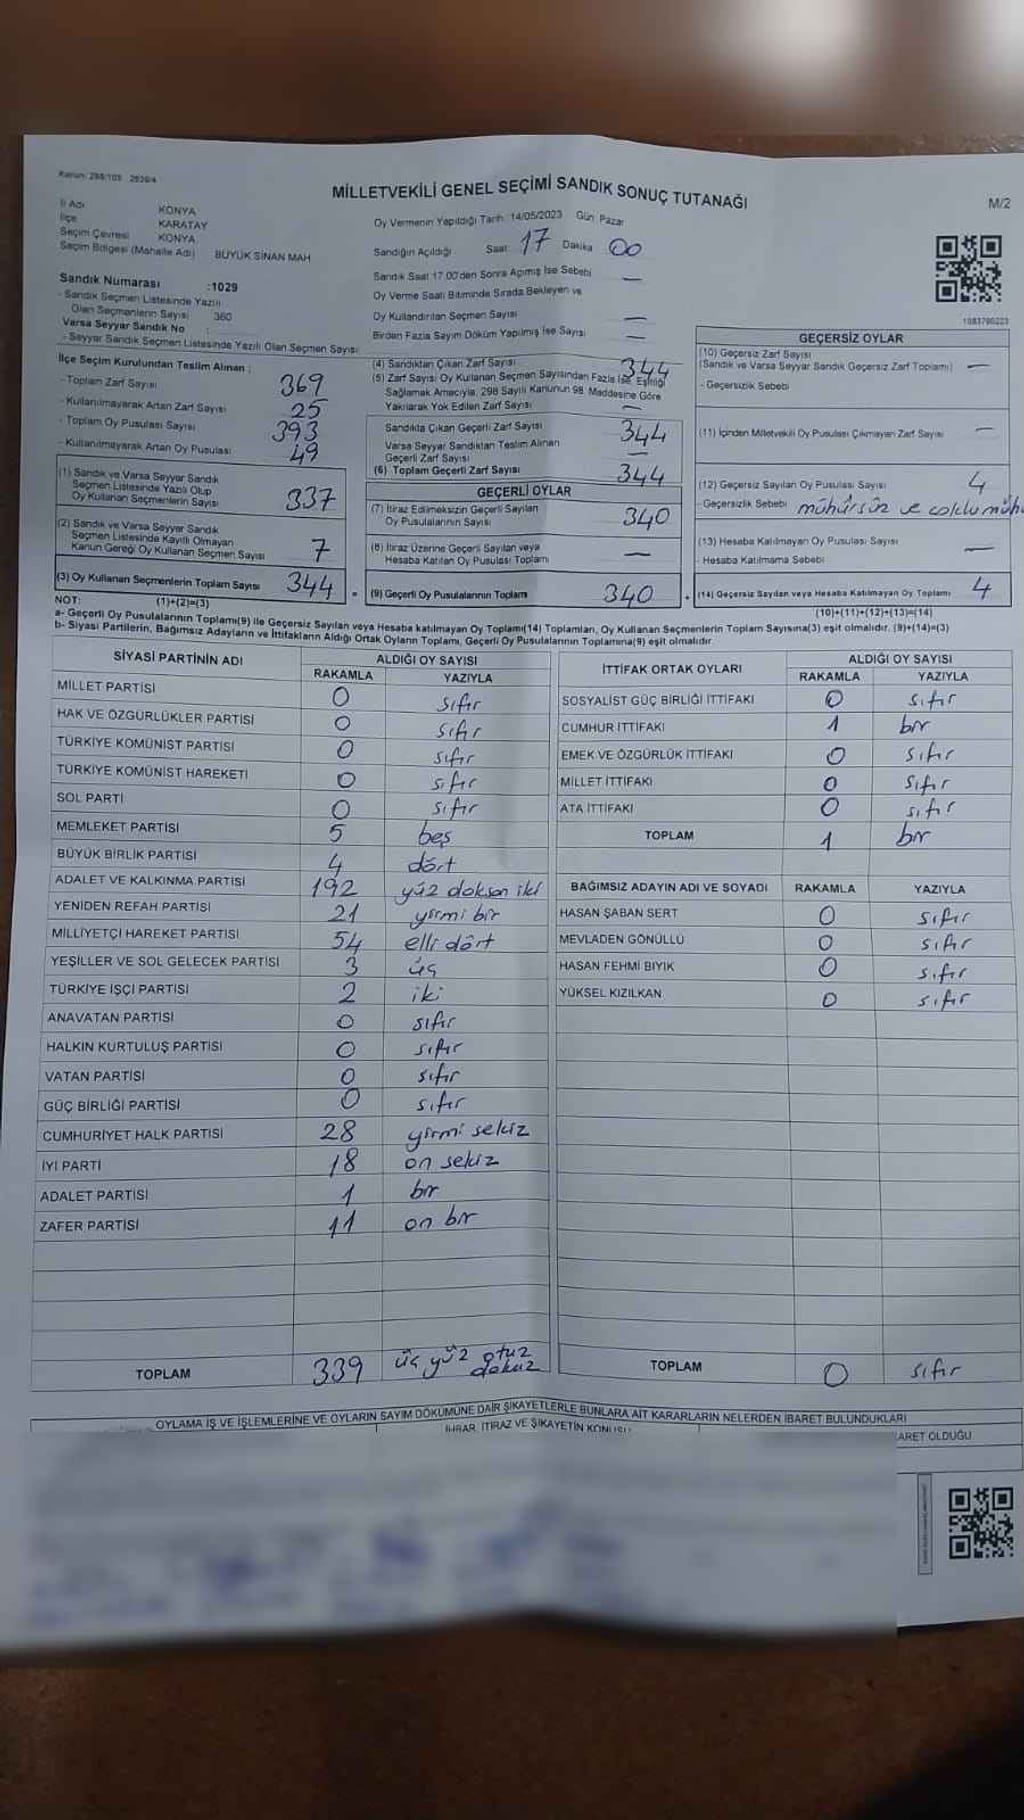 Kanun: 298/105 2839/4
MİLLETVEKİLİ GENEL SEÇİMİ SANDIK SONUÇ TUTANAĞI
M/2
İl Adı KONYA
İlçe KARATAY
Seçim Çevresi KONYA
Seçim Bölgesi (Mahalle Adı) BÜYÜK SİNAN MAH
Oy Vermenin Yapıldığı Tarih: 14/05/2023 Gün Pazar
Sandığın Açıldığı Saat 17 Dakika 00
Sandık Saat 17.00'den Sonra Açılmış İse Sebebi —
Oy Verme Saati Bitiminde Sırada Bekleyen ve
Oy Kullandırılan Seçmen Sayısı —
Birden Fazla Sayım Döküm Yapılmış İse Sayısı —
Sandık Numarası :1029
- Sandık Seçmen Listesinde Yazılı
Olan Seçmenlerin Sayısı 360
Varsa Seyyar Sandık No :
- Seyyar Sandık Seçmen Listesinde Yazılı Olan Seçmen Sayısı
1083790223
İlçe Seçim Kurulundan Teslim Alınan :
- Toplam Zarf Sayısı 369
- Kullanılmayarak Artan Zarf Sayısı 25
- Toplam Oy Pusulası Sayısı 393
- Kullanılmayarak Artan Oy Pusulası 49
(1) Sandık ve Varsa Seyyar Sandık
Seçmen Listesinde Yazılı Olup
Oy Kullanan Seçmenlerin Sayısı 337
(2) Sandık ve Varsa Seyyar Sandık
Seçmen Listesinde Kayıtlı Olmayan
Kanun Gereği Oy Kullanan Seçmen Sayısı 7
(3) Oy Kullanan Seçmenlerin Toplam Sayısı 344 =
(4) Sandıktan Çıkan Zarf Sayısı 344
(5) Zarf Sayısı Oy Kullanan Seçmen Sayısından Fazla İse, Eşitliği
Sağlamak Amacıyla, 298 Sayılı Kanunun 98. Maddesine Göre
Yakılarak Yok Edilen Zarf Sayısı —
Sandıkta Çıkan Geçerli Zarf Sayısı 344
Varsa Seyyar Sandıktan Teslim Alınan
Geçerli Zarf Sayısı —
(6) Toplam Geçerli Zarf Sayısı 344
GEÇERLİ OYLAR
(7) İtiraz Edilmeksizin Geçerli Sayılan
Oy Pusulalarının Sayısı 340
(8) İtiraz Üzerine Geçerli Sayılan veya
Hesaba Katılan Oy Pusulası Toplamı —
(9) Geçerli Oy Pusulalarının Toplamı 340 +
GEÇERSİZ OYLAR
(10) Geçersiz Zarf Sayısı
(Sandık ve Varsa Seyyar Sandık Geçersiz Zarf Toplamı) —
- Geçersizlik Sebebi
(11) İçinden Milletvekili Oy Pusulası Çıkmayan Zarf Sayısı —
(12) Geçersiz Sayılan Oy Pusulası Sayısı 4
- Geçersizlik Sebebi mühürsüz ve
(13) Hesaba Katılmayan Oy Pusulası Sayısı —
- Hesaba Katılmama Sebebi
(14) Geçersiz Sayılan veya Hesaba Katılmayan Oy Toplamı 4
NOT: (1)+(2)=(3)
(10)+(11)+(12)+(13)=(14)
a- Geçerli Oy Pusulalarının Toplamı(9) ile Geçersiz Sayılan veya Hesaba katılmayan Oy Toplamı(14) Toplamları, Oy Kullanan Seçmenlerin Toplam Sayısına(3) eşit olmalıdır. (9)+(14)=(3)
b- Siyasi Partilerin, Bağımsız Adayların ve İttifakların Aldığı Ortak Oyların Toplamı, Geçerli Oy Pusulalarının Toplamına(9) eşit olmalıdır.
SİYASİ PARTİNİN ADI ALDIĞI OY SAYISI
RAKAMLA YAZIYLA
MİLLET PARTİSİ 0 sıfır
HAK VE ÖZGÜRLÜKLER PARTİSİ 0 sıfır
TÜRKİYE KOMÜNİST PARTİSİ 0 sıfır
TÜRKİYE KOMÜNİST HAREKETİ 0 sıfır
SOL PARTİ 0 sıfır
MEMLEKET PARTİSİ 5 beş
BÜYÜK BİRLİK PARTİSİ 4 dört
ADALET VE KALKINMA PARTİSİ 192 yüz doksan iki
YENİDEN REFAH PARTİSİ 21 yirmi bir
MİLLİYETÇİ HAREKET PARTİSİ 54 elli dört
YEŞİLLER VE SOL GELECEK PARTİSİ 3 üç
TÜRKİYE İŞÇİ PARTİSİ 2 iki
ANAVATAN PARTİSİ 0 sıfır
HALKIN KURTULUŞ PARTİSİ 0 sıfır
VATAN PARTİSİ 0 sıfır
GÜÇ BİRLİĞİ PARTİSİ 0 sıfır
CUMHURİYET HALK PARTİSİ 28 yirmi sekiz
İYİ PARTİ 18 on sekiz
ADALET PARTİSİ 1 bir
ZAFER PARTİSİ 11 on bir
TOPLAM 339 üç yüz otuz dokuz
İTTİFAK ORTAK OYLARI ALDIĞI OY SAYISI
RAKAMLA YAZIYLA
SOSYALİST GÜÇ BİRLİĞİ İTTİFAKI 0 sıfır
CUMHUR İTTİFAKI 1 bir
EMEK VE ÖZGÜRLÜK İTTİFAKI 0 sıfır
MİLLET İTTİFAKI 0 sıfır
ATA İTTİFAKI 0 sıfır
TOPLAM 1 bir
BAĞIMSIZ ADAYIN ADI VE SOYADI RAKAMLA YAZIYLA
HASAN ŞABAN SERT 0 sıfır
MEVLADEN GÖNÜLLÜ 0 sıfır
HASAN FEHMİ BIYIK 0 sıfır
YÜKSEL KIZILKAN 0 sıfır
TOPLAM 0 sıfır
OYLAMA İŞ VE İŞLEMLERİNE VE OYLARIN SAYIM DÖKÜMÜNE DAİR ŞİKAYETLERLE BUNLARA AİT KARARLARIN NELERDEN İBARET BULUNDUKLARI
İHBAR, İTİRAZ VE ŞİKAYETİN KONUSU
ARET OLDUĞU